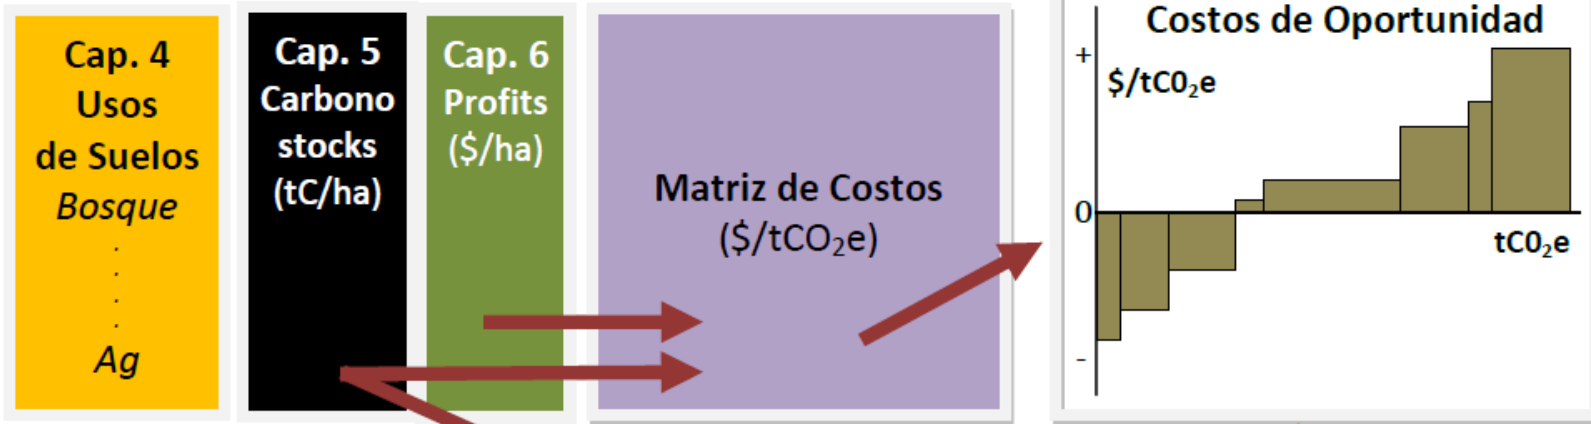 Cap. 4
Usos
de Suelos
Bosque
.
.
.
.
Ag
Cap. 5
Carbono
stocks
(tC/ha)
Cap. 6
Profits
($/ha)
Matriz de Costos
($/tCO₂e)
Costos de Oportunidad
+
$/tC0₂e
0
tC0₂e
-